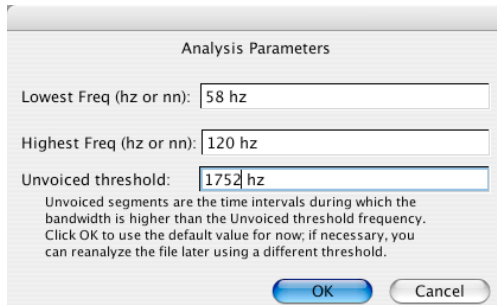 Analysis Parameters
Lowest Freq (hz or nn): 58 hz
Highest Freq (hz or nn): 120 hz
Unvoiced threshold: 1752 hz
Unvoiced segments are the time intervals during which the
bandwidth is higher than the Unvoiced threshold frequency.
Click OK to use the default value for now; if necessary, you
can reanalyze the file later using a different threshold.
OK Cancel